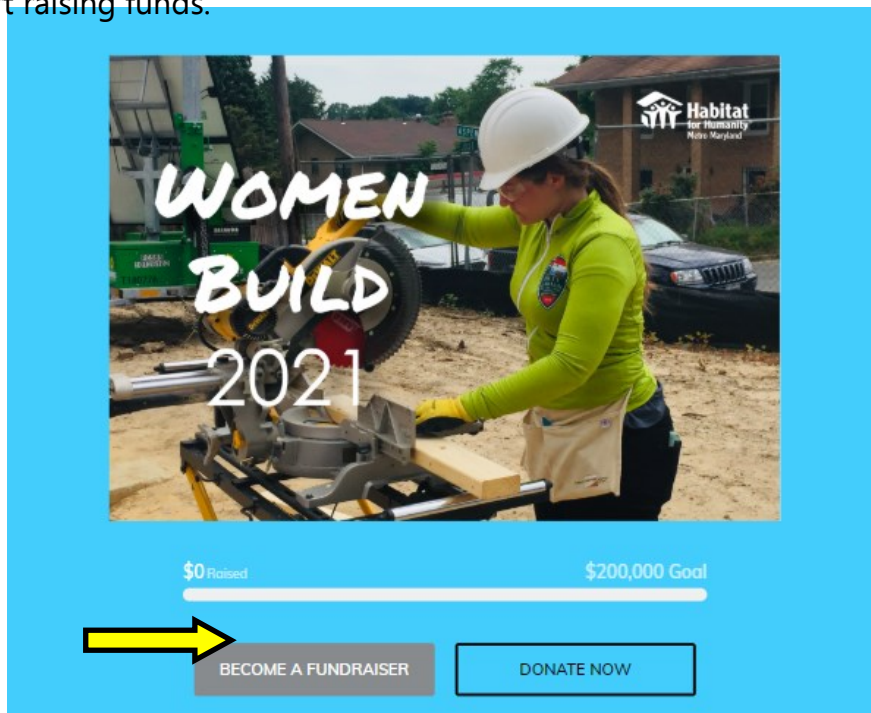 t raising funds.
Habitat
for Humanity
Metro Maryland
WOMEN
BUILD
2021
DEWALT
$0 Raised
$200,000 Goal
BECOME A FUNDRAISER
DONATE NOW